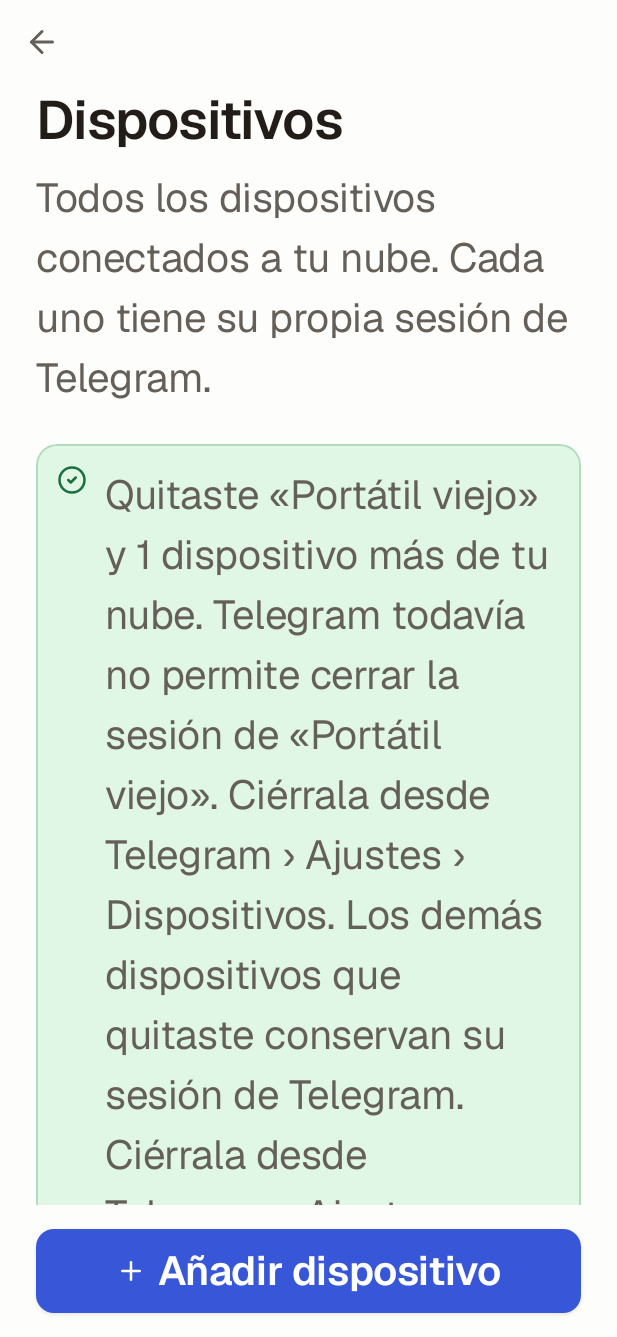 Dispositivos
Todos los dispositivos
conectados a tu nube. Cada
uno tiene su propia sesión de
Telegram.
Quitaste «Portátil viejo»
y 1 dispositivo más de tu
nube. Telegram todavía
no permite cerrar la
sesión de «Portátil
viejo». Ciérrala desde
Telegram › Ajustes ›
Dispositivos. Los demás
dispositivos que
quitaste conservan su
sesión de Telegram.
Ciérrala desde
+ Añadir dispositivo